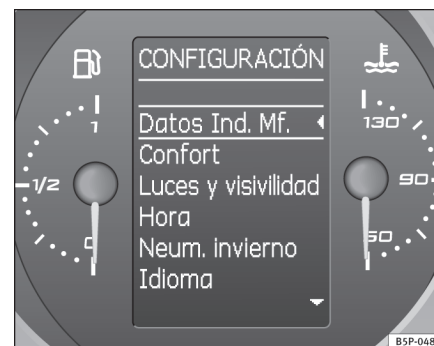 CONFIGURACIÓN
Datos Ind. Mf.
Confort
Luces y visivilidad
Hora
Neum. invierno
Idioma
1
1/2
0
130
90
50
B5P-048